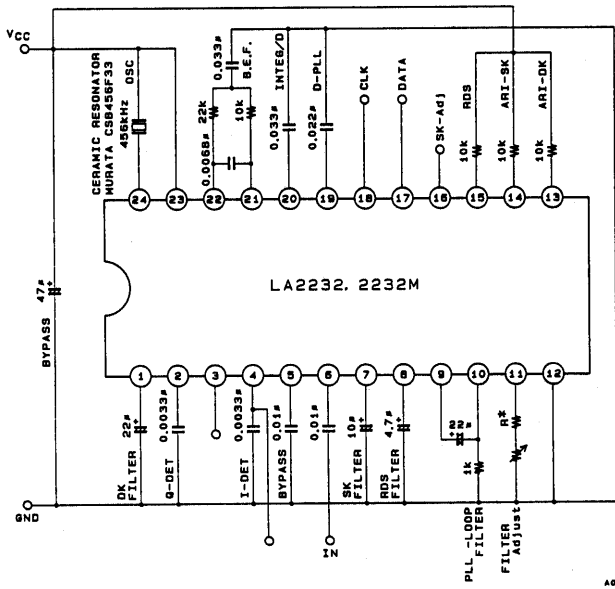 VCC
CERAMIC RESONATOR
MURATA CSB456F33
456kHz OSC
0.033μ
B.E.F.
22k
10k
0.0068μ
INTEG/D
0.033μ
D-PLL
0.022μ
CLK
DATA
SK-Adj
RDS
10k
ARI-SK
10k
ARI-DK
10k
24
23
22
21
20
19
18
17
16
15
14
13
LA2232, 2232M
47μ
+
BYPASS
1
2
3
4
5
6
7
8
9
10
11
12
22μ
+
DK
FILTER
0.0033μ
Q-DET
0.0033μ
I-DET
0.01μ
BYPASS
0.01μ
IN
10μ
+
SK
FILTER
4.7μ
+
RDS
FILTER
+
1k
PLL-LOOP
FILTER
R*
FILTER
Adjust
GND